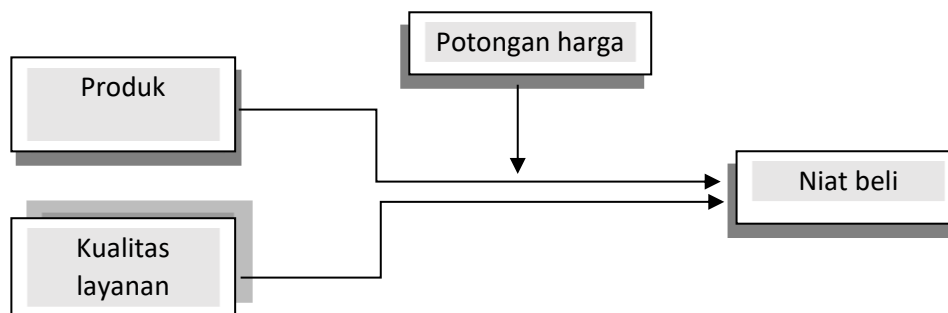 Potongan harga
Produk
Niat beli
Kualitas
layanan